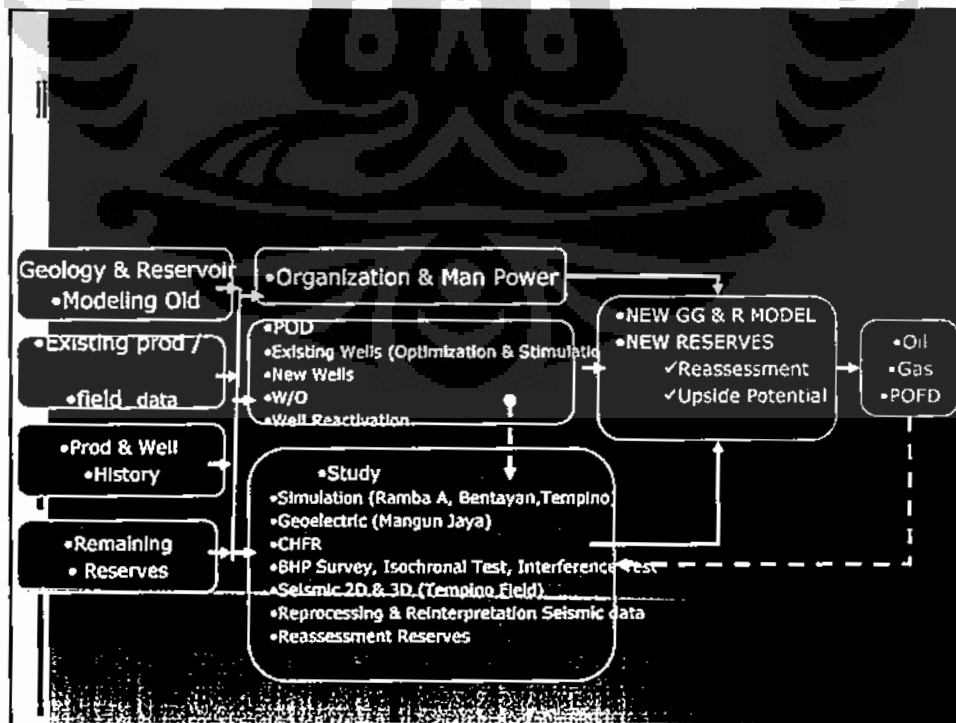 Geology & Reservoir
•Modeling Old
•Existing prod /
•field data
•Prod & Well
•History
•Remaining
• Reserves
•Organization & Man Power
•POD
•Existing Wells (Optimization & Stimulatio
•New Wells
•W/O
•Well Reactivation
•Study
•Simulation (Ramba A, Bentayan,Tempino
•Geoelectric (Mangun Jaya)
•CHFR
•BHP Survey, Isochronal Test, Interference Test
•Seismic 2D & 3D (Tempino Field)
•Reprocessing & Reinterpretation Seismic data
•Reassessment Reserves
•NEW GG & R MODEL
•NEW RESERVES
✓Reassessment
✓Upside Potential
•Oil
•Gas
•POFD